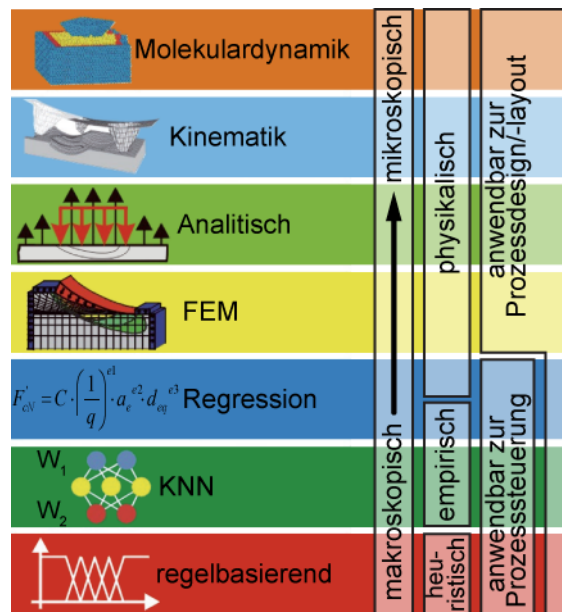 Molekulardynamik
Kinematik
Analitisch
FEM
F'cN = C · (1/q)^e1 · ae^e2 · deq^e3 Regression
W1
W2
KNN
regelbasierend
makroskopisch
mikroskopisch
physikalisch
empirisch
heu-
ristisch
anwendbar zur
Prozessdesign/-layout
anwendbar zur
Prozesssteuerung